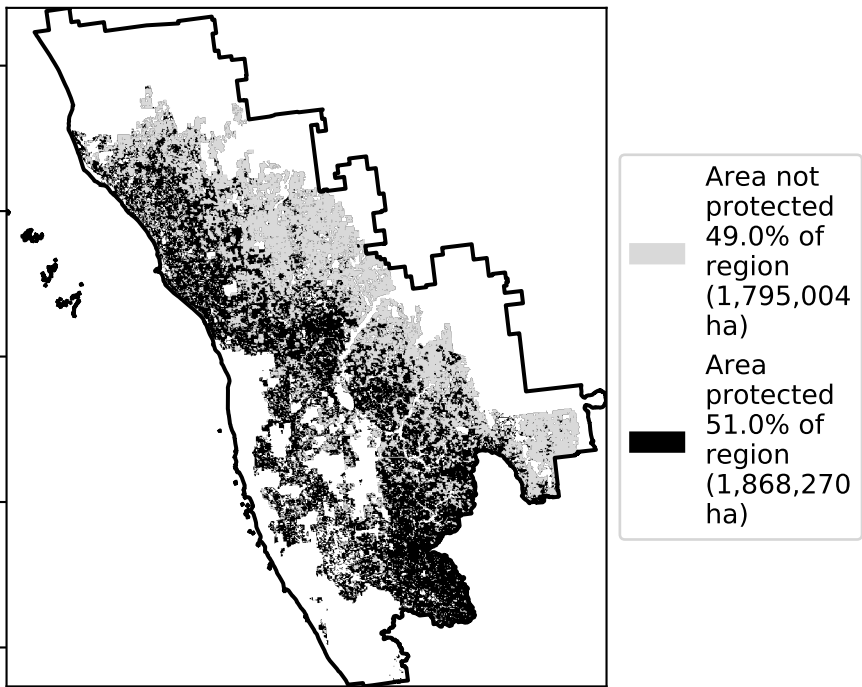 Area not
protected
49.0% of
region
(1,795,004
ha)
Area
protected
51.0% of
region
(1,868,270
ha)